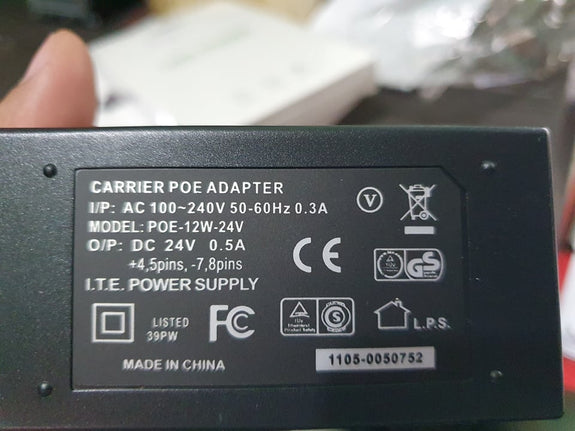 CARRIER POE ADAPTER
I/P: AC 100~240V 50-60Hz 0.3A
MODEL: POE-12W-24V
O/P: DC 24V 0.5A
+4,5pins, -7,8pins
I.T.E. POWER SUPPLY
V
CE
GS
LISTED
39PW
FC
S
L.P.S.
MADE IN CHINA
1105-0050752